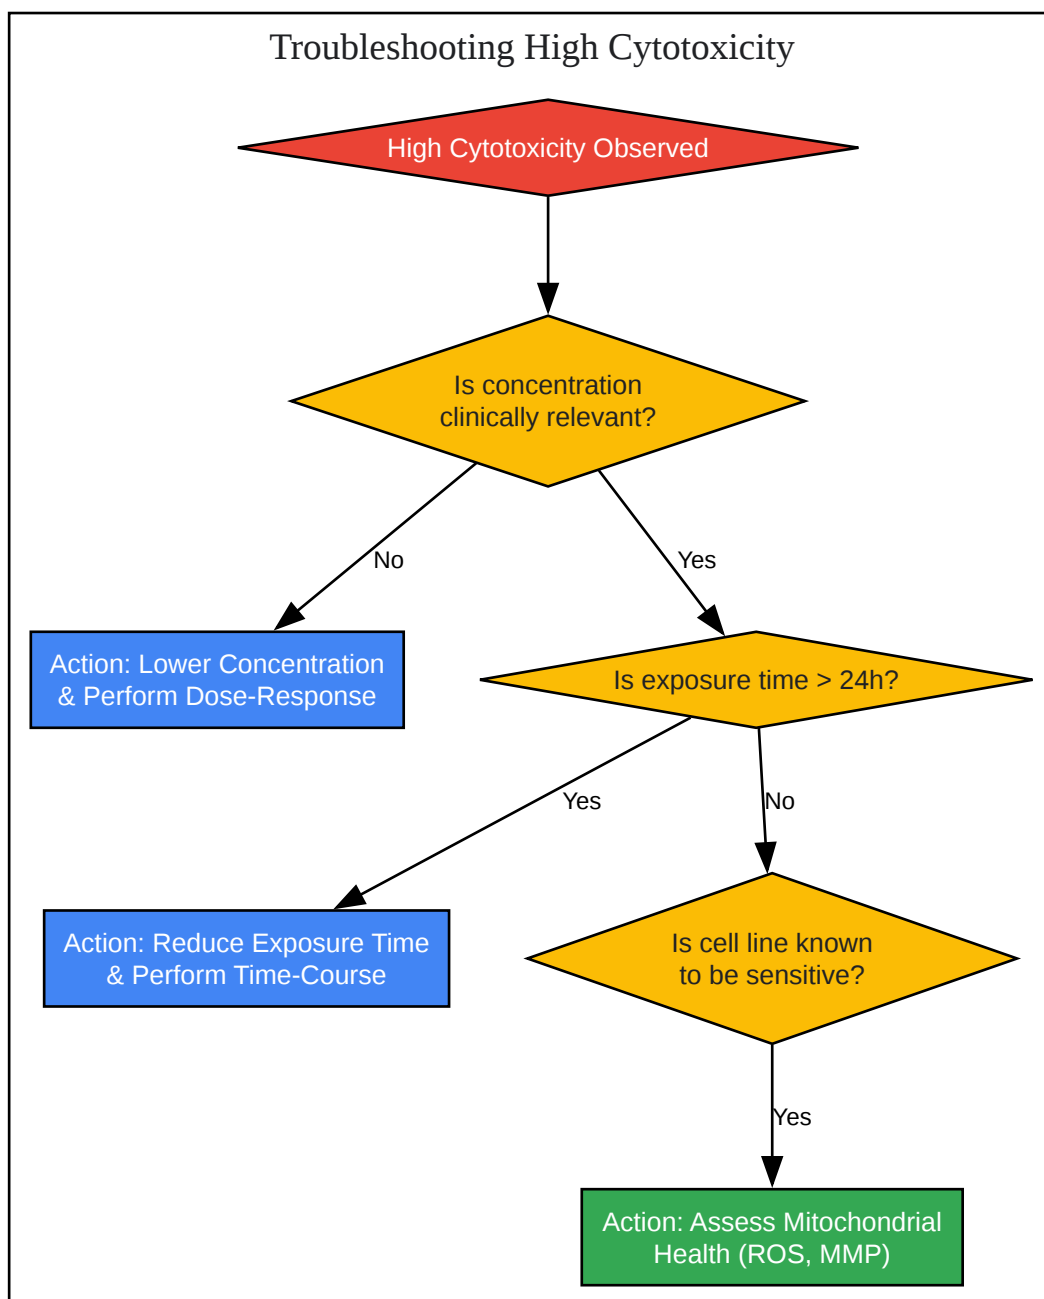 Troubleshooting High Cytotoxicity
High Cytotoxicity Observed
Is concentration
clinically relevant?
No
Yes
Action: Lower Concentration
& Perform Dose-Response
Is exposure time > 24h?
Yes
No
Action: Reduce Exposure Time
& Perform Time-Course
Is cell line known
to be sensitive?
Yes
Action: Assess Mitochondrial
Health (ROS, MMP)